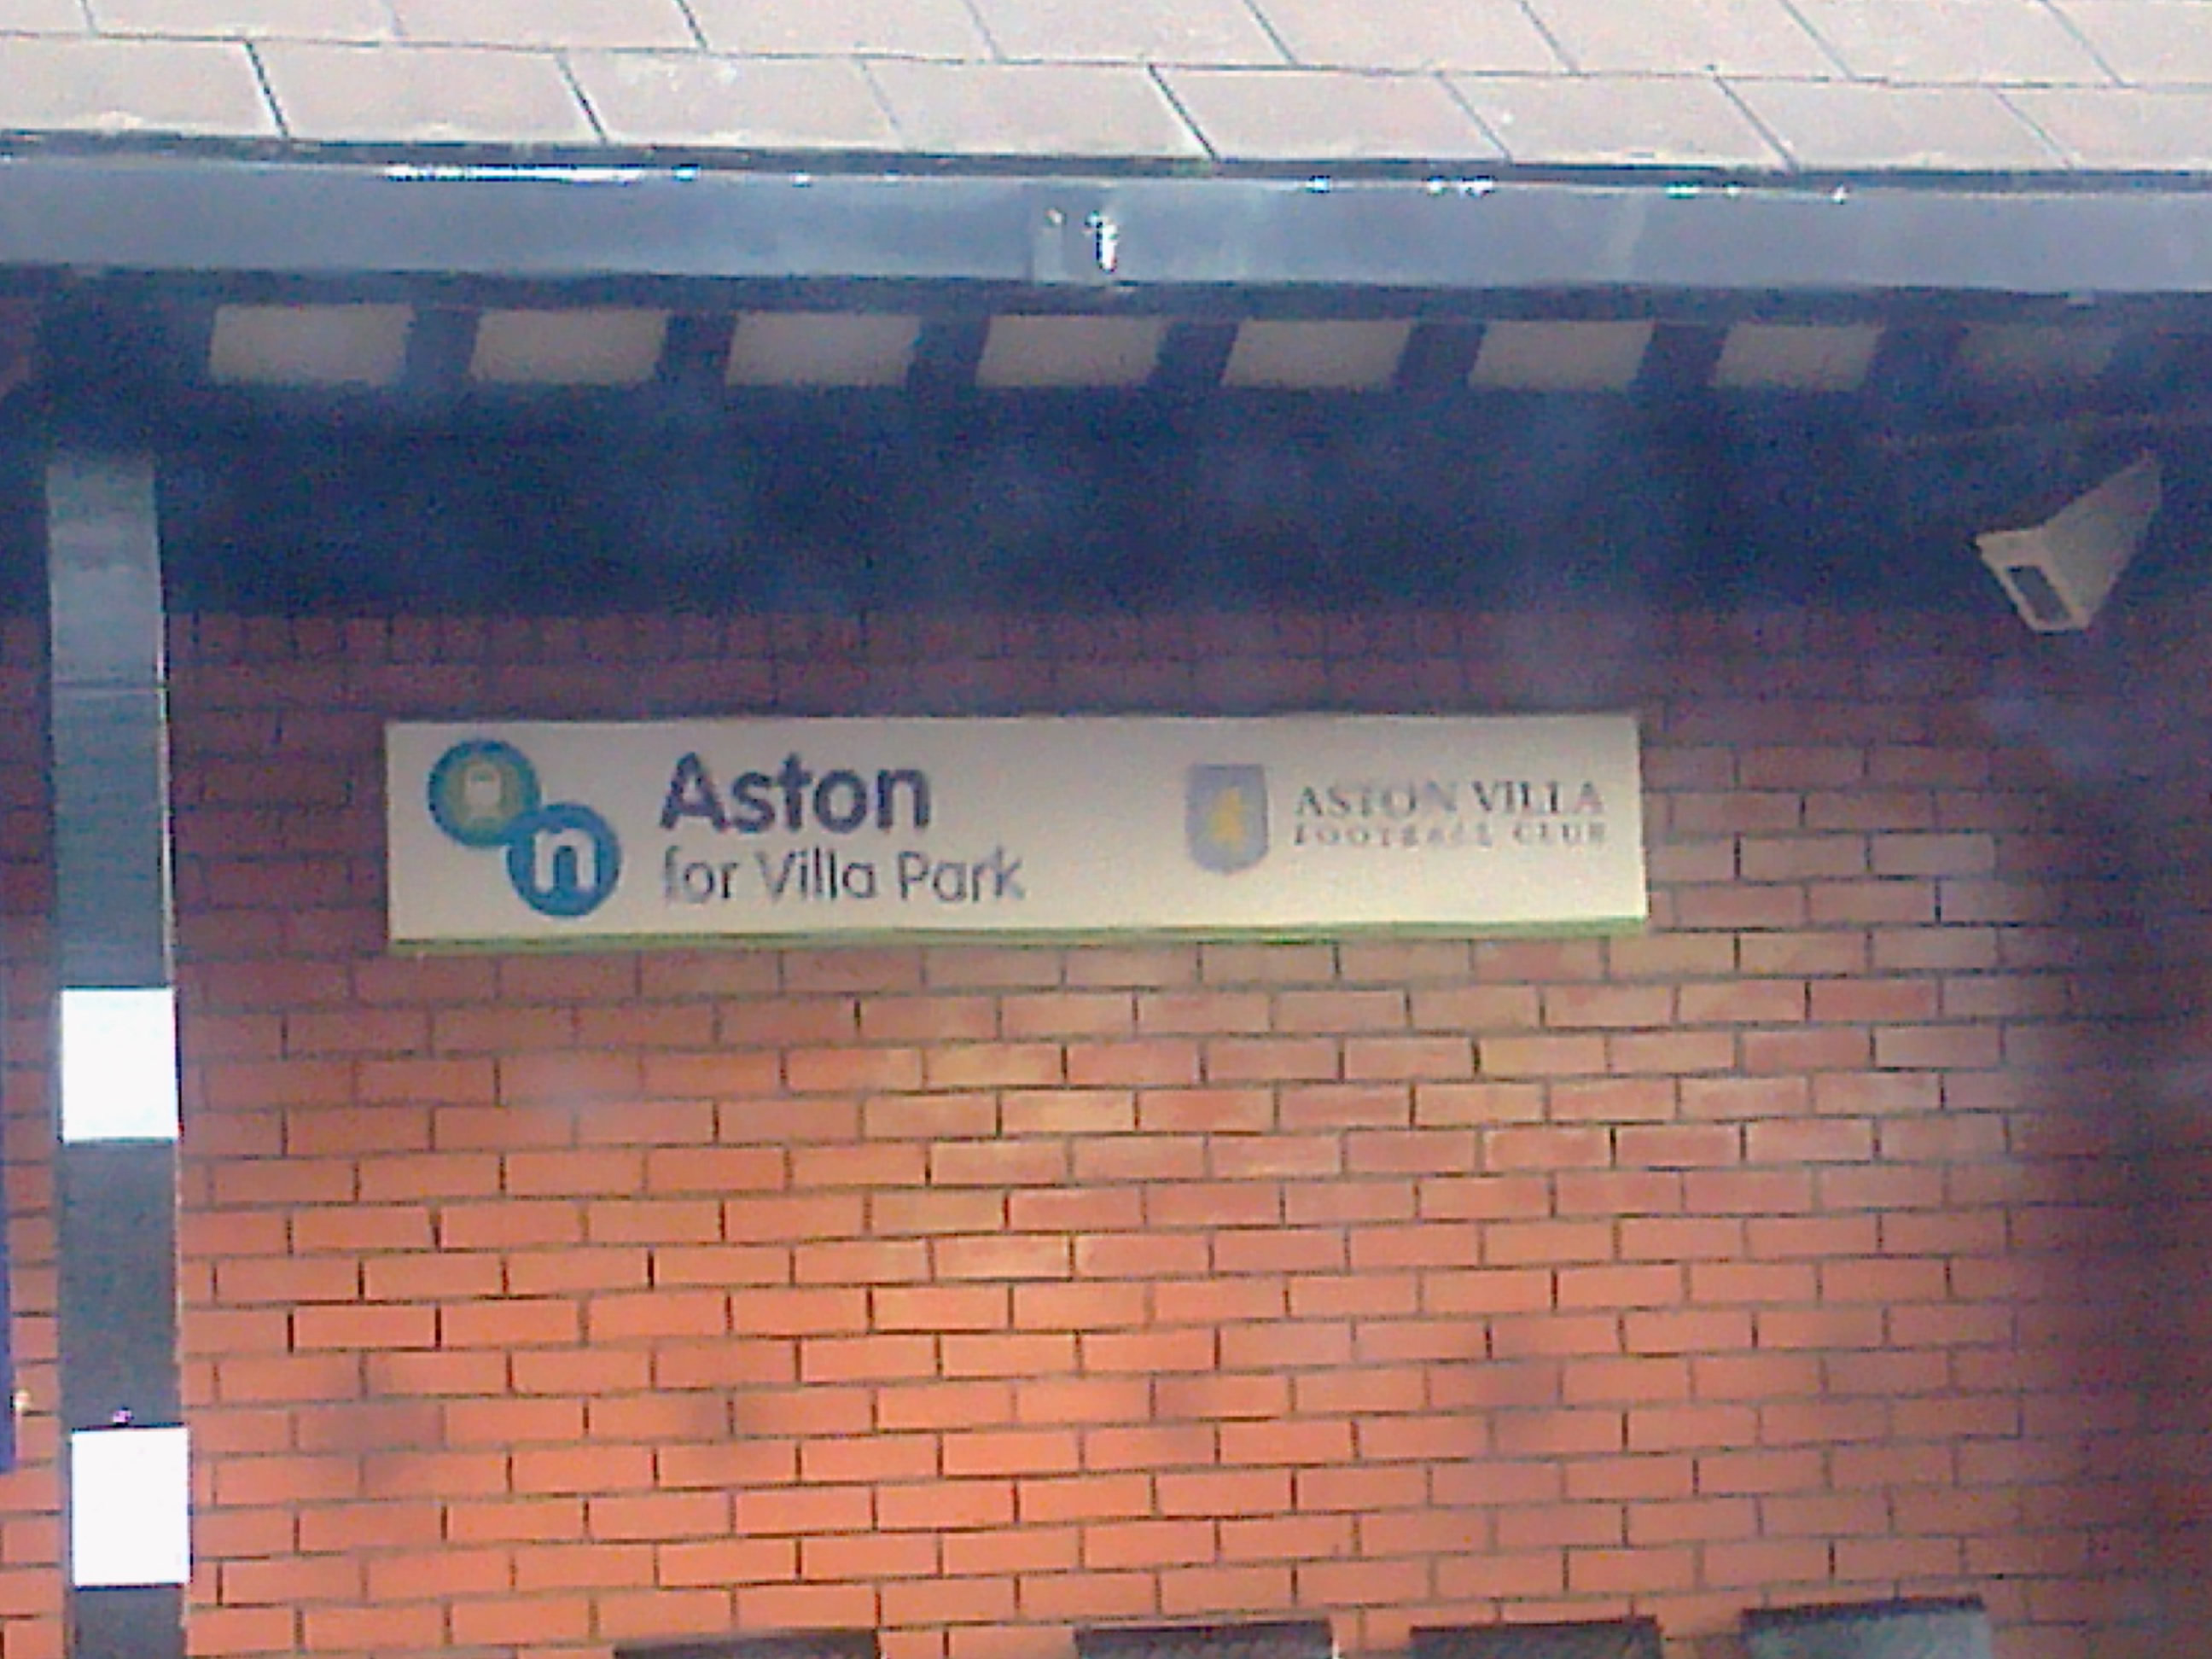 n
Aston
for Villa Park
ASTON VILLA
FOOTBALL CLUB